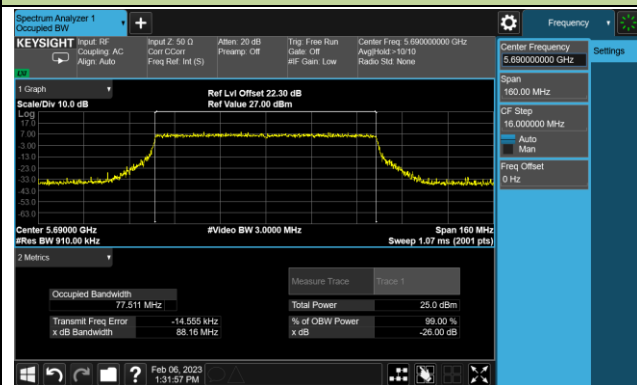 Spectrum Analyzer 1
Occupied BW
Frequency
KEYSIGHT
Input: RF
Coupling: AC
Align: Auto
Input Z: 50 Ω
Corr CCorr
Freq Ref: Int (S)
Atten: 20 dB
Preamp: Off
Trig: Free Run
Gate: Off
#IF Gain: Low
Center Freq: 5.690000000 GHz
Avg|Hold:>10/10
Radio Std: None
Center Frequency
5.690000000 GHz
Settings
Span
160.00 MHz
CF Step
16.000000 MHz
Auto
Man
Freq Offset
0 Hz
1 Graph
Scale/Div 10.0 dB
Ref Lvl Offset 22.30 dB
Ref Value 27.00 dBm
Log
17.0
7.00
-3.00
-13.0
-23.0
-33.0
-43.0
-53.0
-63.0
Center 5.69000 GHz
#Video BW 3.0000 MHz
Span 160 MHz
#Res BW 910.00 kHz
Sweep 1.07 ms (2001 pts)
2 Metrics
Measure Trace
Trace 1
Occupied Bandwidth
77.511 MHz
Total Power
25.0 dBm
Transmit Freq Error
-14.555 kHz
% of OBW Power
99.00 %
x dB Bandwidth
88.16 MHz
x dB
-26.00 dB
Feb 06, 2023
1:31:57 PM